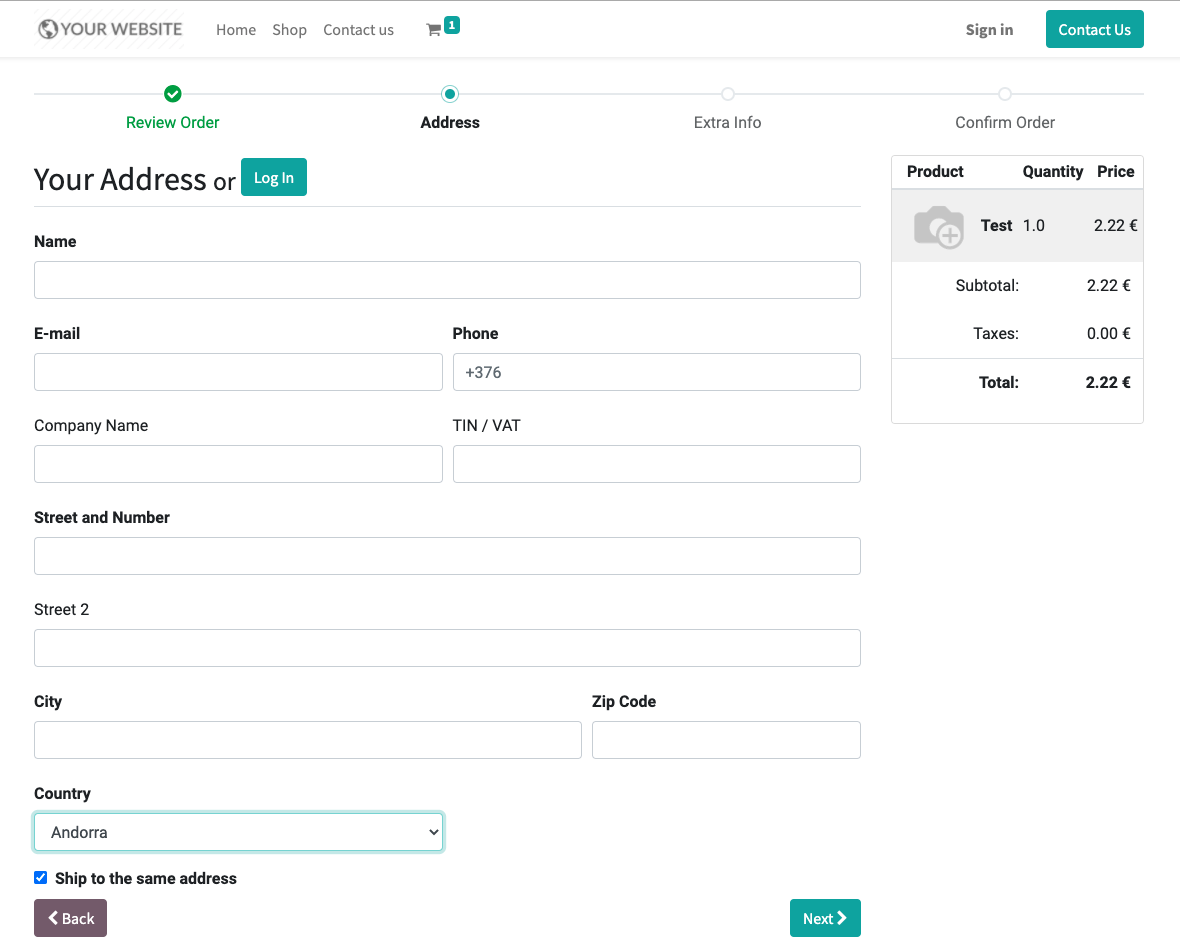 YOUR WEBSITE Home Shop Contact us 1 Sign in Contact Us
Review Order Address Extra Info Confirm Order
Your Address or Log In
Name
E-mail Phone
+376
Company Name TIN / VAT
Street and Number
Street 2
City Zip Code
Country
Andorra
Ship to the same address
Back Next
Product Quantity Price
Test 1.0 2.22 €
Subtotal: 2.22 €
Taxes: 0.00 €
Total: 2.22 €